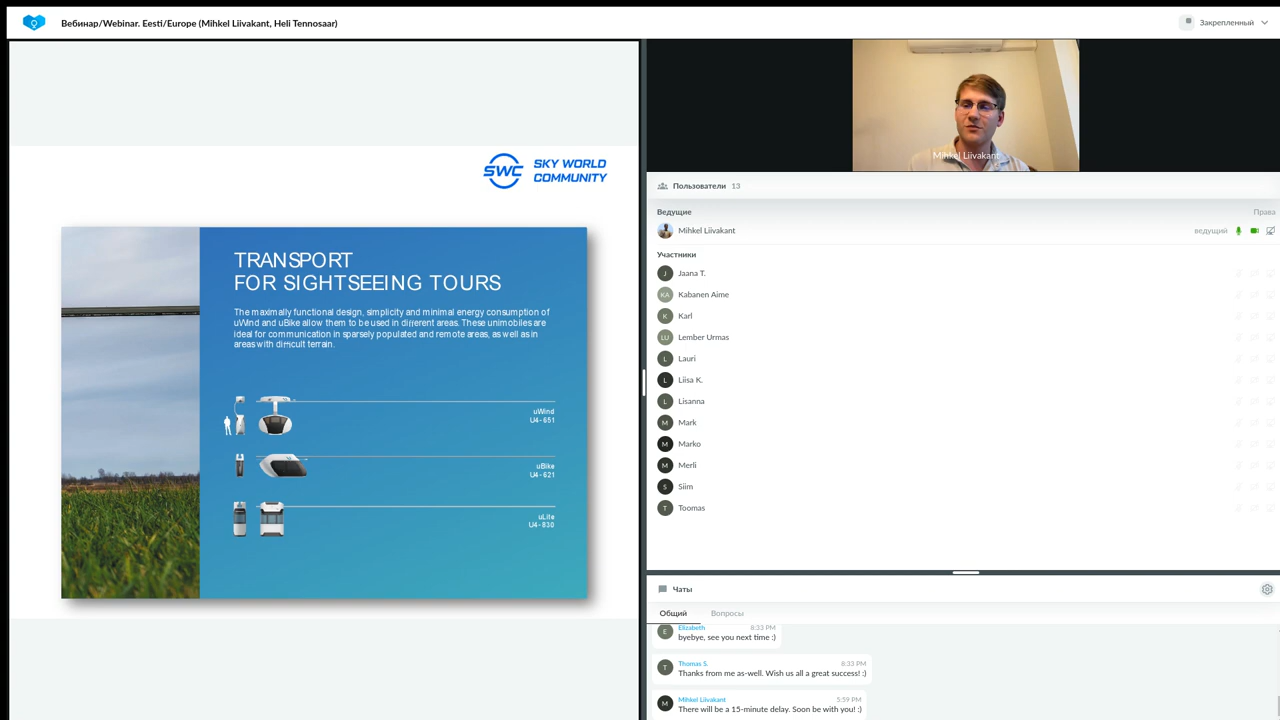 Вебинар/Webinar. Eesti/Europe (Mihkel Liivakant, Heli Tennosaar)
Закрепленный
SWC SKY WORLD
COMMUNITY
TRANSPORT
FOR SIGHTSEEING TOURS
The maximally functional design, simplicity and minimal energy consumption of
uWind and uBike allow them to be used in different areas. These unimobiles are
ideal for communication in sparsely populated and remote areas, as well as in
areas with difficult terrain.
uWind
U4-651
uBike
U4-621
uLite
U4-830
Mihkel Liivakant
Пользователи 13
Ведущие Права
Mihkel Liivakant ведущий
Участники
J Jaana T.
KA Kabanen Aime
K Karl
LU Lember Urmas
L Lauri
L Liisa K.
L Lisanna
M Mark
M Marko
M Merli
S Siim
T Toomas
Чаты
Общий Вопросы
E Elizabeth 8:33 PM
byebye, see you next time :)
T Thomas S. 8:33 PM
Thanks from me as-well. Wish us all a great success! :)
M Mihkel Liivakant 5:59 PM
There will be a 15-minute delay. Soon be with you! :)